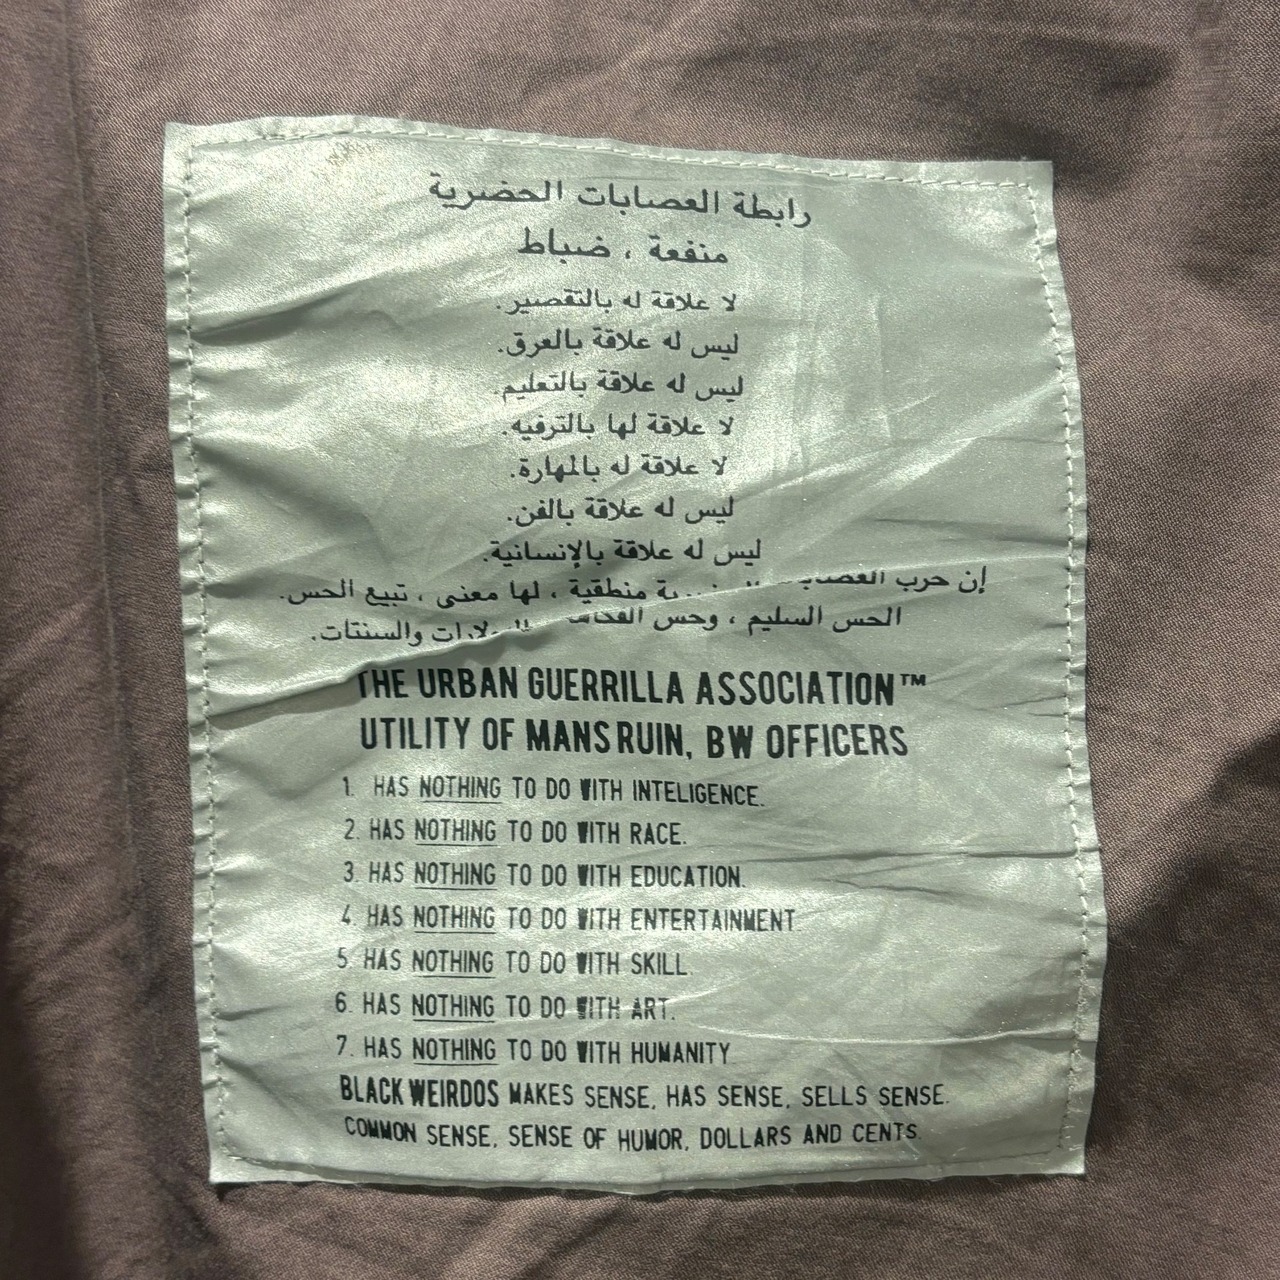 رابطة العصابات الحضرية
منفعة ، ضباط
لا علاقة له بالتقصير.
ليس له علاقة بالعرق.
ليس له علاقة بالتعليم.
لا علاقة لها بالترفيه.
لا علاقة له بالمهارة.
ليس له علاقة بالفن.
ليس له علاقة بالإنسانية.
إن حرب منطقية ، لها معنى ، تبيع الحس.
الحس السليم ، وحس والسنتات.
THE URBAN GUERRILLA ASSOCIATION™
UTILITY OF MANS RUIN, BW OFFICERS
1. HAS NOTHING TO DO WITH INTELIGENCE.
2. HAS NOTHING TO DO WITH RACE.
3. HAS NOTHING TO DO WITH EDUCATION.
4. HAS NOTHING TO DO WITH ENTERTAINMENT.
5. HAS NOTHING TO DO WITH SKILL.
6. HAS NOTHING TO DO WITH ART.
7. HAS NOTHING TO DO WITH HUMANITY
BLACK WEIRDOS MAKES SENSE, HAS SENSE, SELLS SENSE.
COMMON SENSE, SENSE OF HUMOR, DOLLARS AND CENTS.